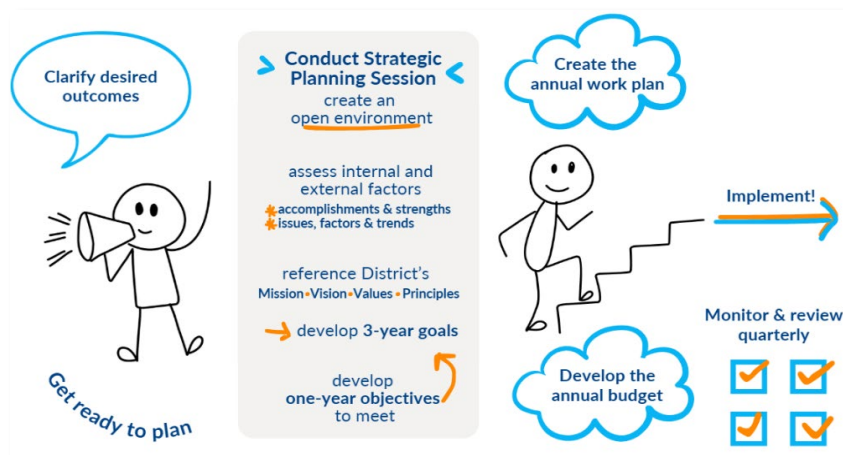 Clarify desired
outcomes
Get ready to plan
Conduct Strategic
Planning Session
create an
open environment
assess internal and
external factors
accomplishments & strengths
issues, factors & trends
reference District's
Mission•Vision•Values•Principles
develop 3-year goals
develop
one-year objectives
to meet
Create the
annual work plan
Develop the
annual budget
Implement!
Monitor & review
quarterly